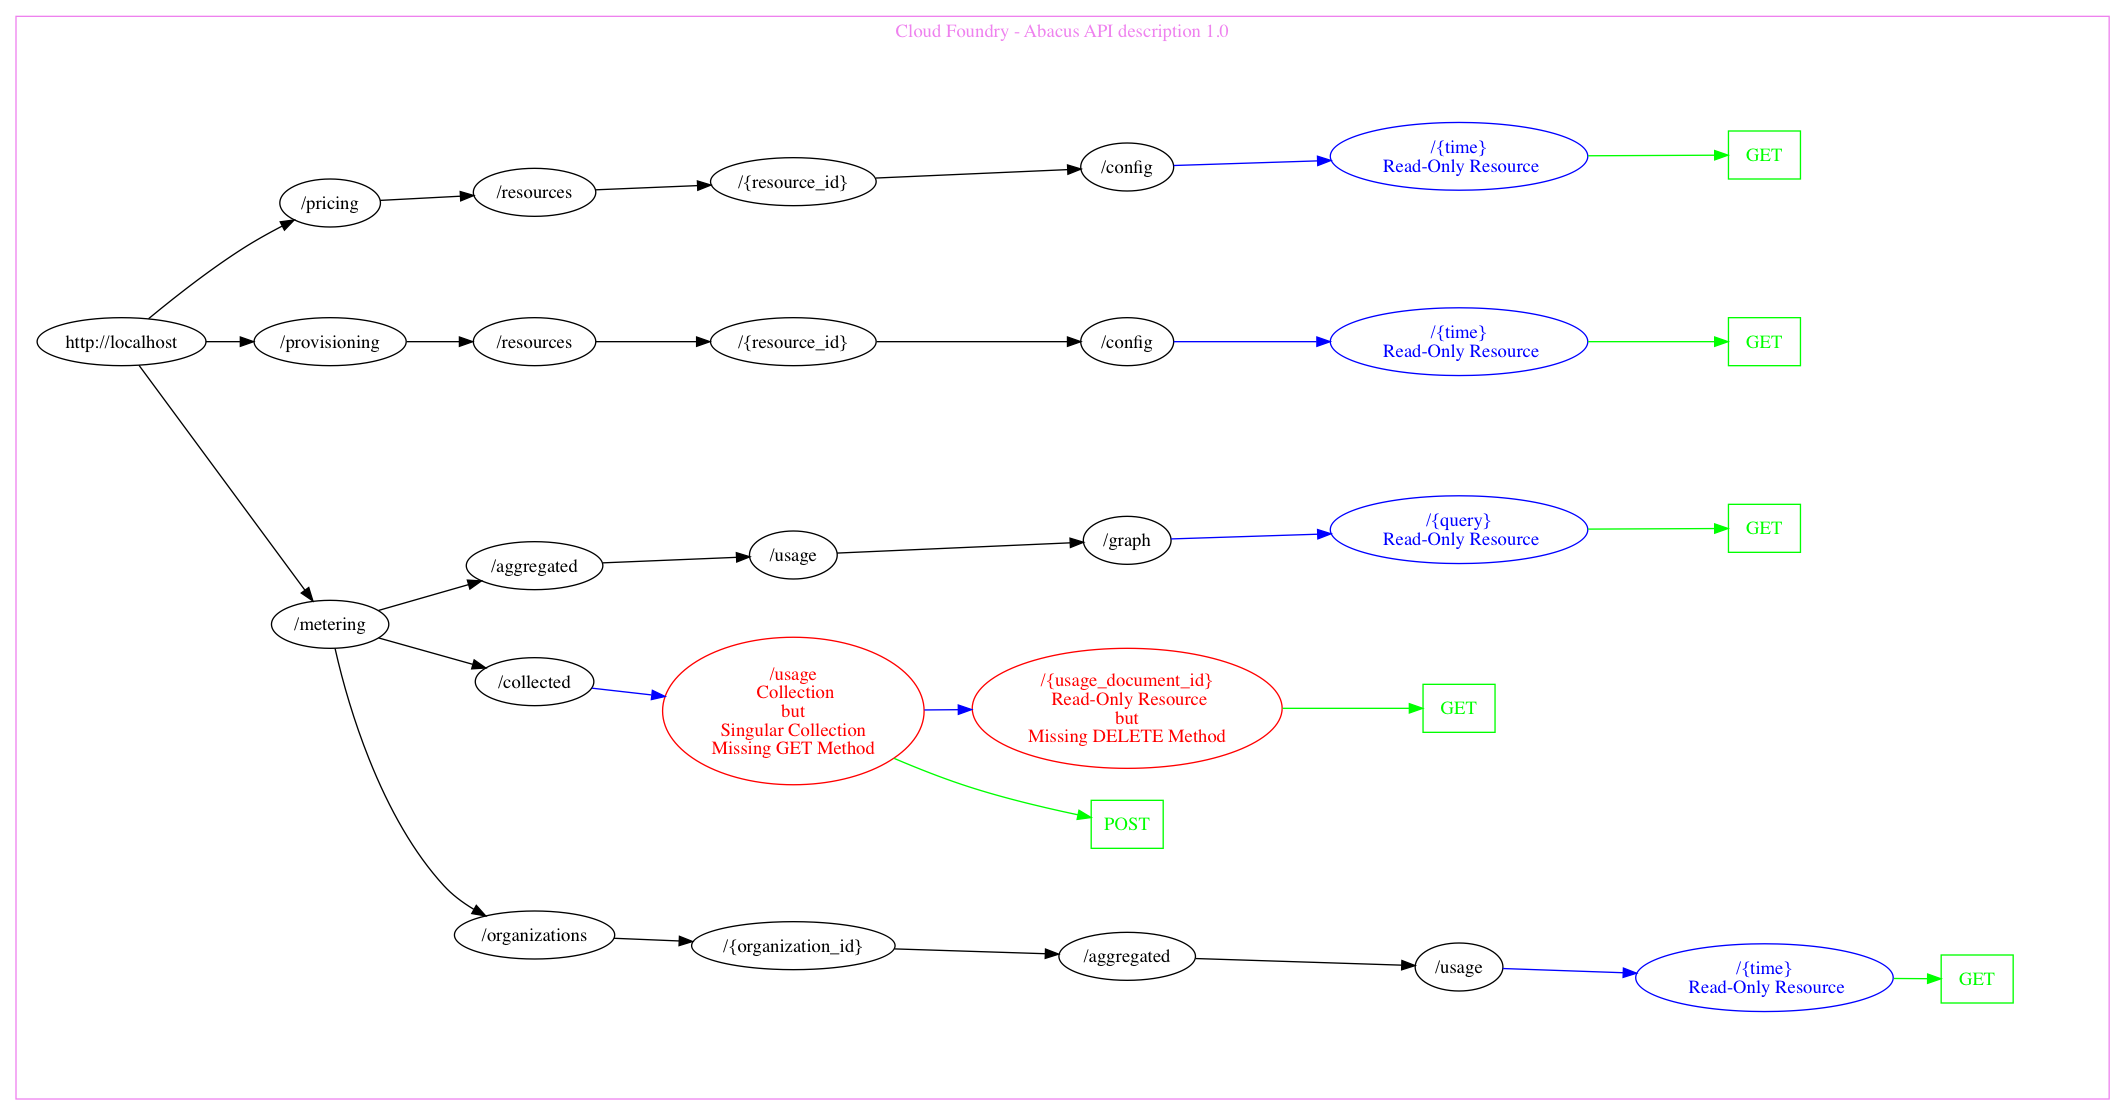 Cloud Foundry - Abacus API description 1.0
http://localhost
/pricing
/resources
/{resource_id}
/config
/{time}
Read-Only Resource
GET
/provisioning
/resources
/{resource_id}
/config
/{time}
Read-Only Resource
GET
/metering
/aggregated
/usage
/graph
/{query}
Read-Only Resource
GET
/collected
/usage
Collection
but
Singular Collection
Missing GET Method
/{usage_document_id}
Read-Only Resource
but
Missing DELETE Method
GET
POST
/organizations
/{organization_id}
/aggregated
/usage
/{time}
Read-Only Resource
GET